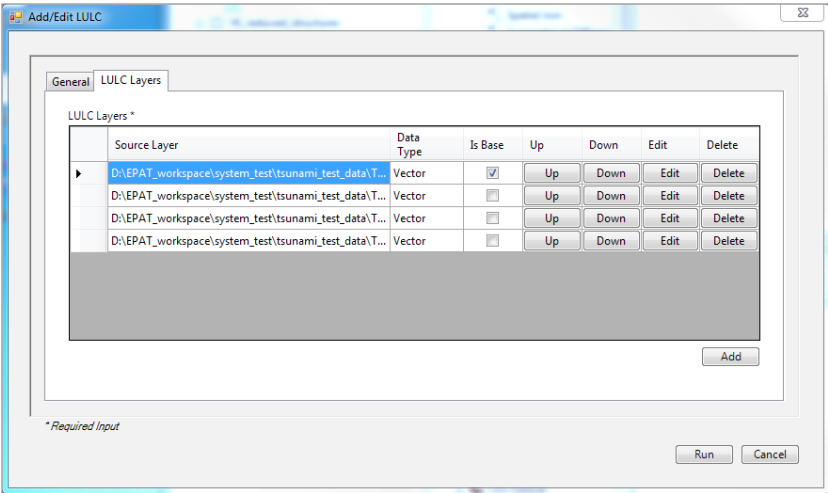 Add/Edit LULC
General LULC Layers
LULC Layers *
Source Layer Data Type Is Base Up Down Edit Delete
D:\EPAT_workspace\system_test\tsunami_test_data\T... Vector Up Down Edit Delete
D:\EPAT_workspace\system_test\tsunami_test_data\T... Vector Up Down Edit Delete
D:\EPAT_workspace\system_test\tsunami_test_data\T... Vector Up Down Edit Delete
D:\EPAT_workspace\system_test\tsunami_test_data\T... Vector Up Down Edit Delete
Add
* Required Input
Run Cancel